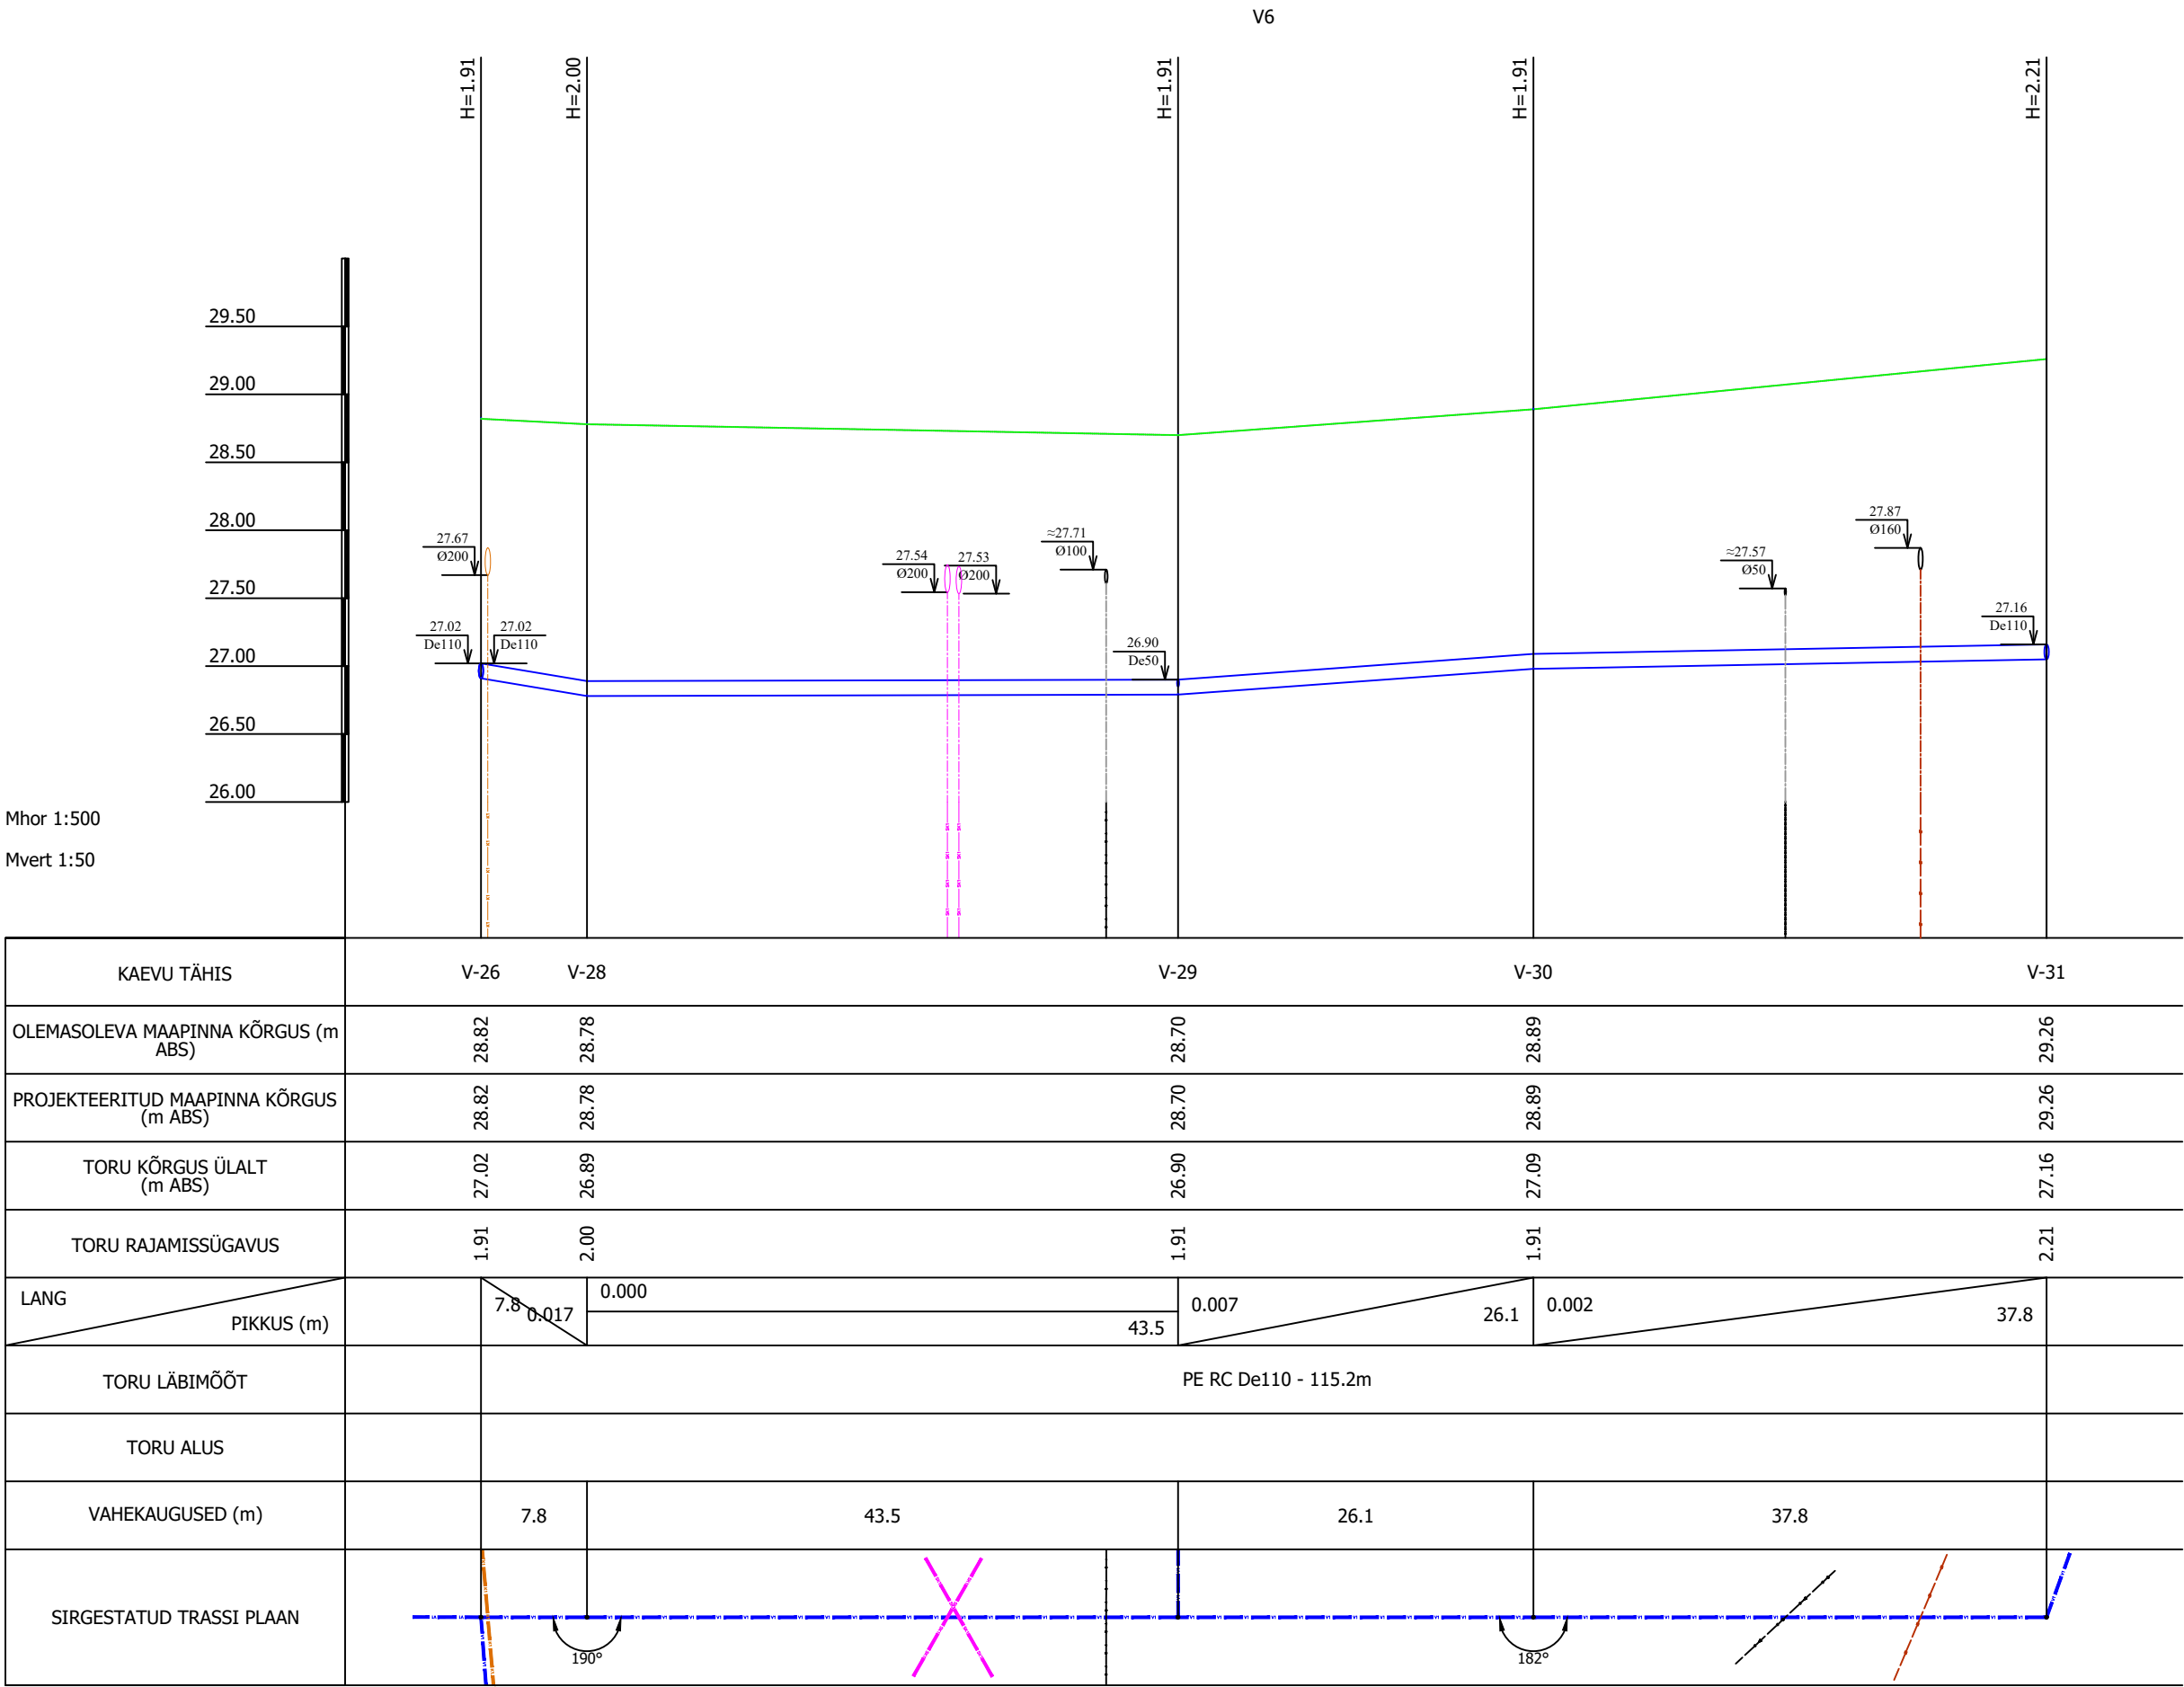 V6
H=1.91
H=2.00
H=1.91
H=1.91
H=2.21
29.50
29.00
28.50
28.00
27.50
27.00
26.50
26.00
27.67
Ø200
27.02
De110
27.02
De110
27.54
Ø200
27.53
Ø200
≈27.71
Ø100
26.90
De50
≈27.57
Ø50
27.87
Ø160
27.16
De110
Mhor 1:500
Mvert 1:50
KAEVU TÄHIS
V-26 V-28 V-29 V-30 V-31
OLEMASOLEVA MAAPINNA KÕRGUS (m
ABS)
28.82 28.78 28.70 28.89 29.26
PROJEKTEERITUD MAAPINNA KÕRGUS
(m ABS)
28.82 28.78 28.70 28.89 29.26
TORU KÕRGUS ÜLALT
(m ABS)
27.02 26.89 26.90 27.09 27.16
TORU RAJAMISSÜGAVUS
1.91 2.00 1.91 1.91 2.21
LANG
PIKKUS (m)
7.8 0.017
0.000
43.5
0.007
26.1
0.002
37.8
TORU LÄBIMÕÕT
PE RC De110 - 115.2m
TORU ALUS
VAHEKAUGUSED (m)
7.8 43.5 26.1 37.8
SIRGESTATUD TRASSI PLAAN
190°
182°